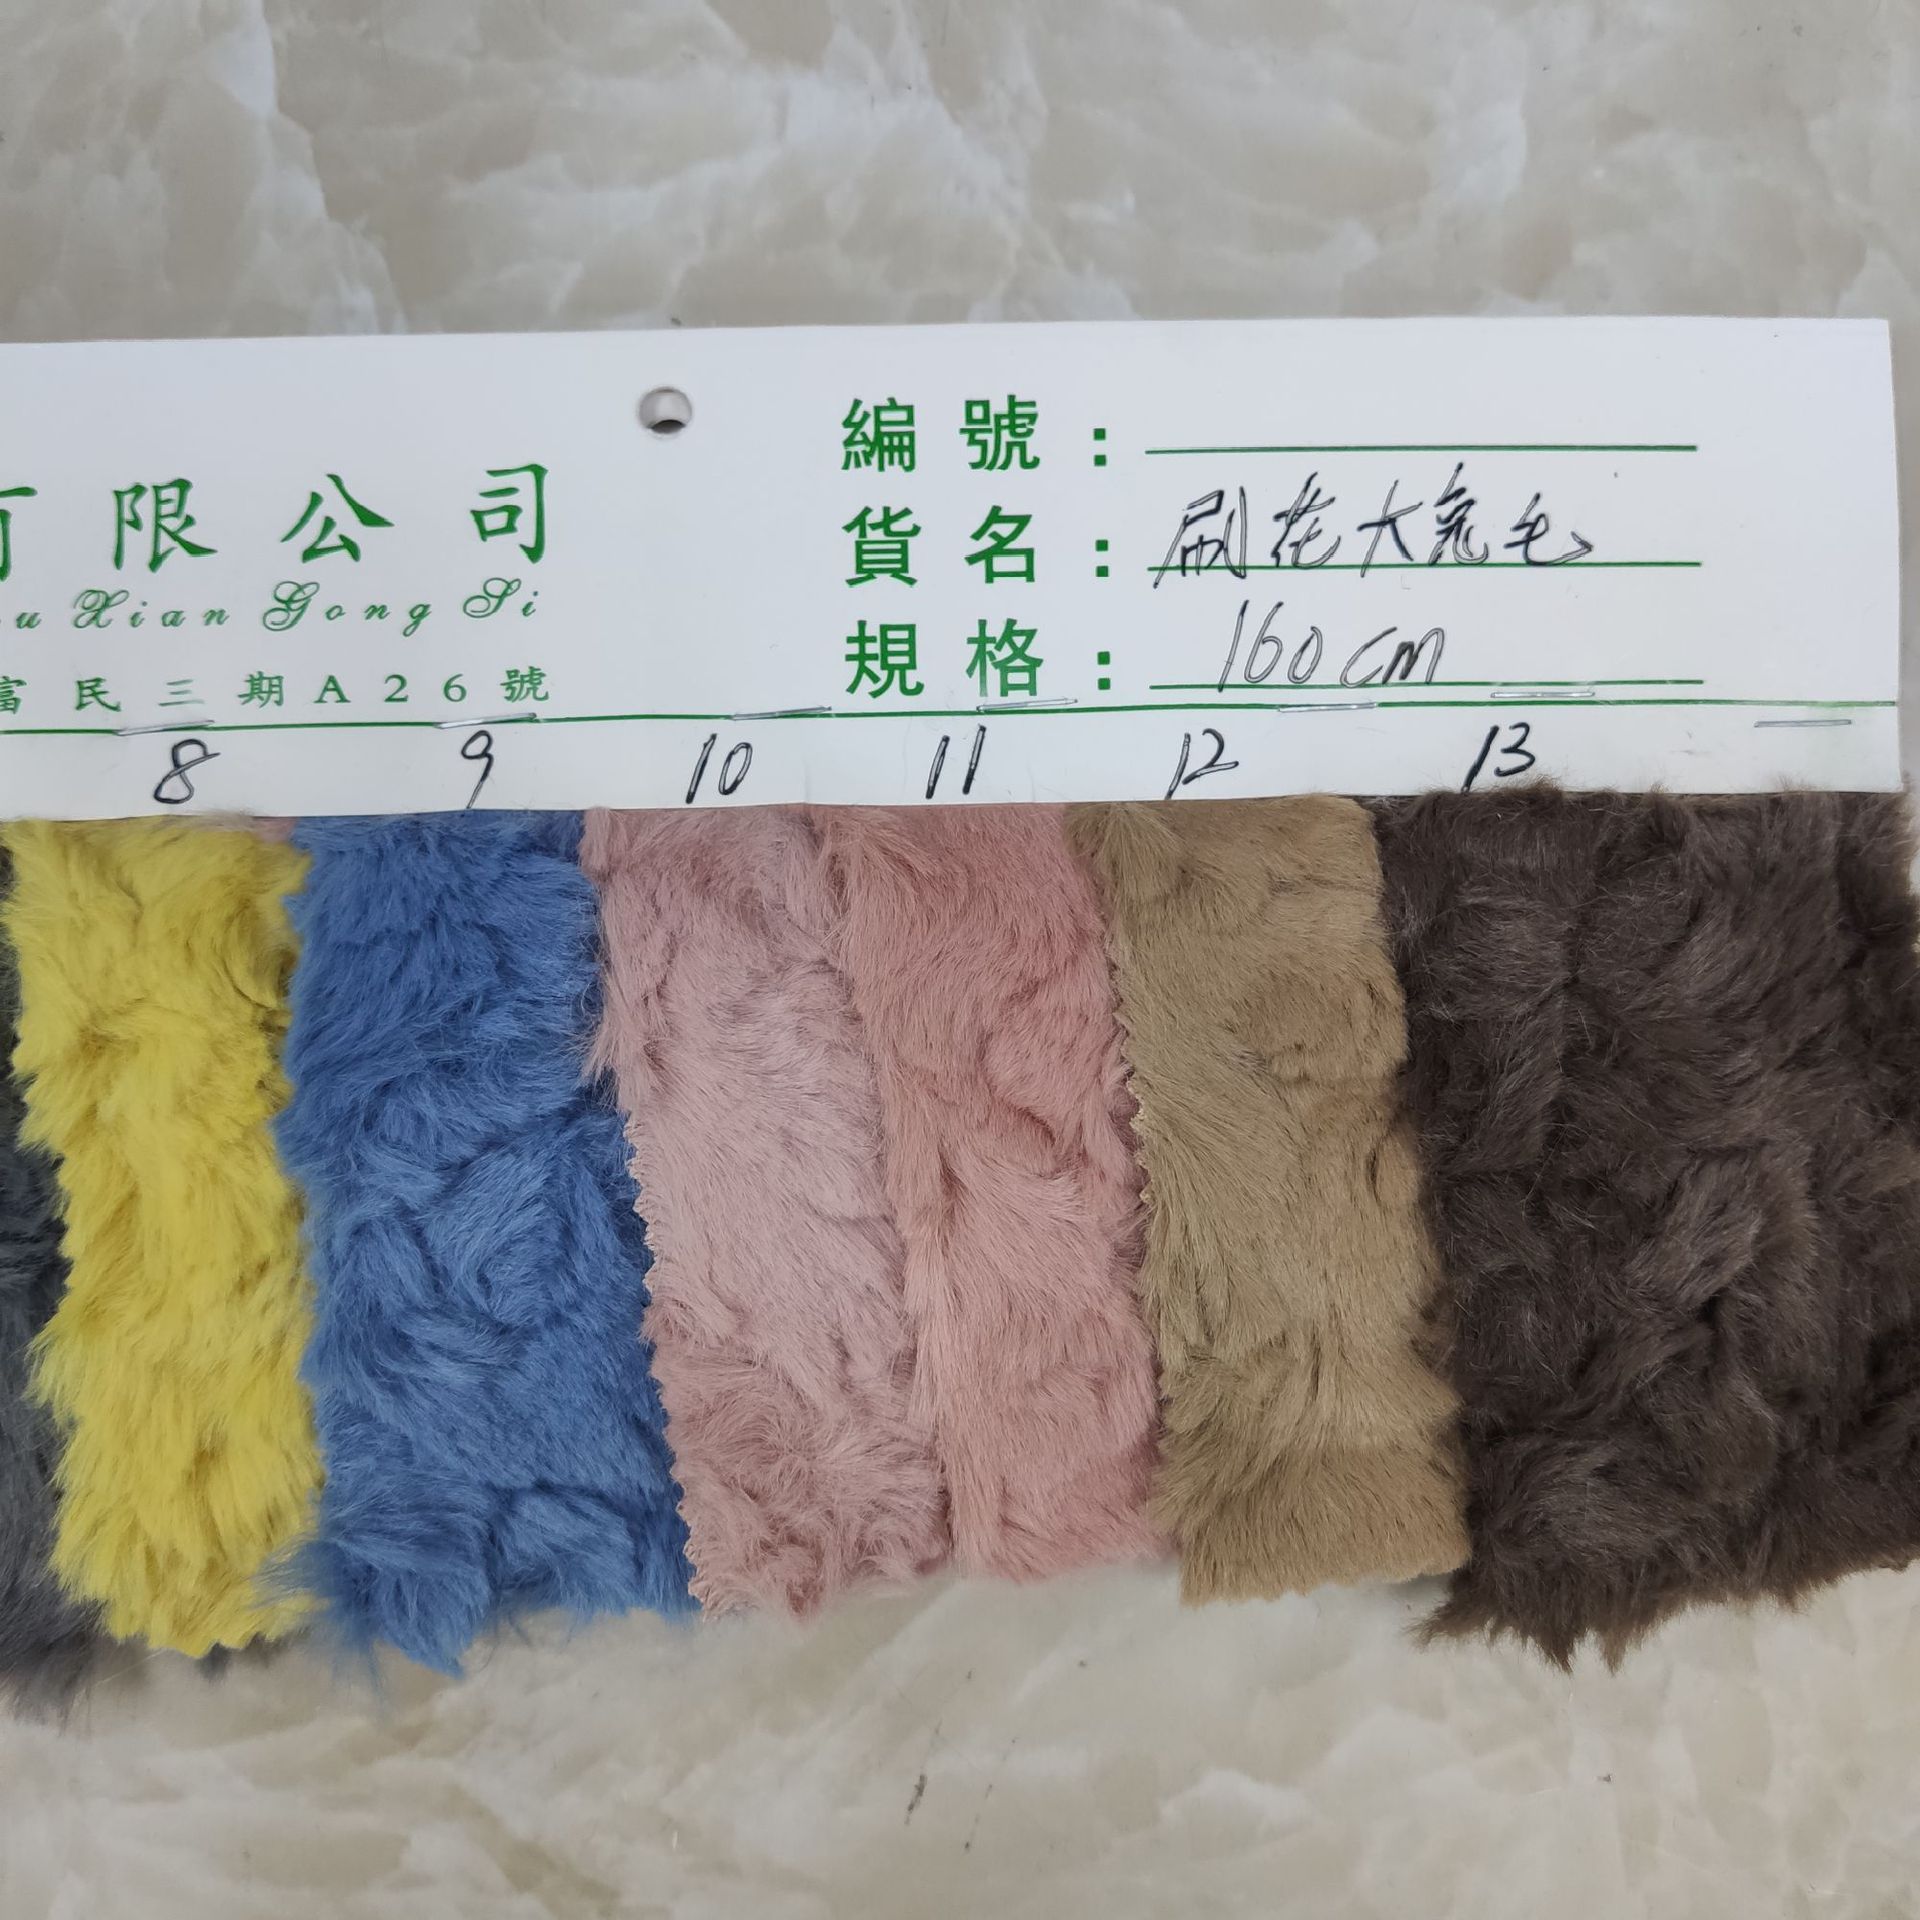 有限公司
u Xian Gong Si
富民三期A26號
編號:
貨名: 刷花大兔毛
規格: 160cm
8 9 10 11 12 13